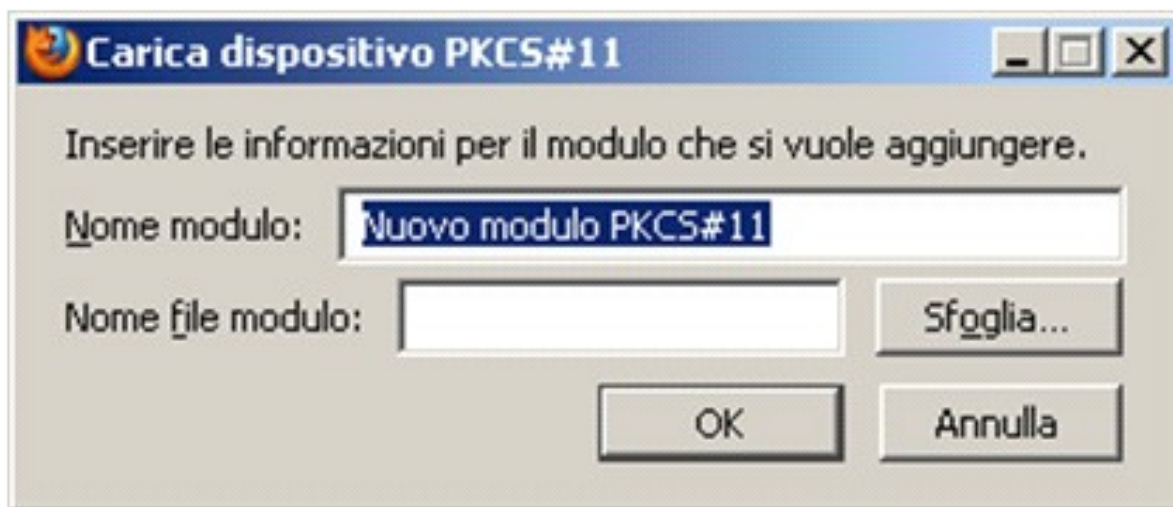 Carica dispositivo PKCS#11
Inserire le informazioni per il modulo che si vuole aggiungere.
Nome modulo: Nuovo modulo PKCS#11
Nome file modulo: Sfoglia...
OK Annulla